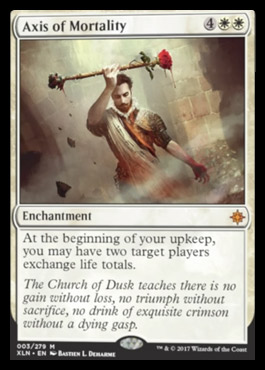 Axis of Mortality 4
Enchantment
At the beginning of your upkeep,
you may have two target players
exchange life totals.
The Church of Dusk teaches there is no
gain without loss, no triumph without
sacrifice, no drink of exquisite crimson
without a dying gasp.
003/279 M
XLN • EN BASTIEN L. DEHARME
™ & © 2017 Wizards of the Coast